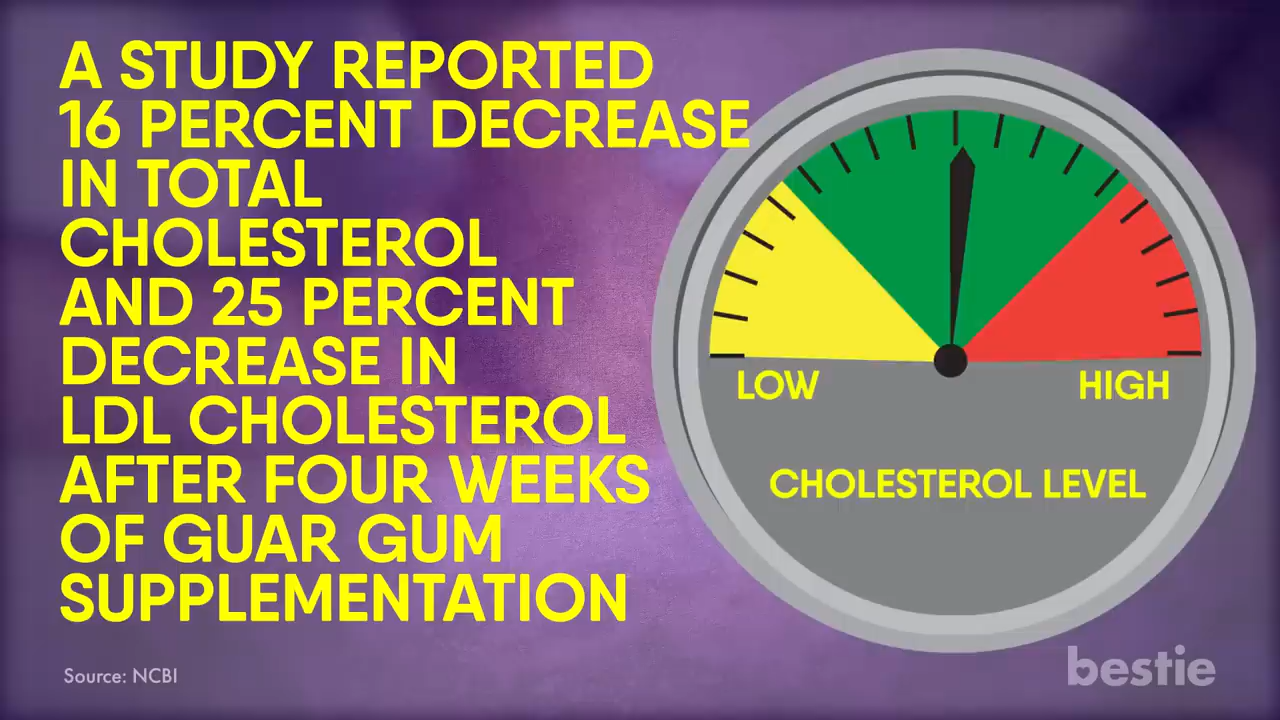 A STUDY REPORTED
16 PERCENT DECREASE
IN TOTAL
CHOLESTEROL
AND 25 PERCENT
DECREASE IN
LDL CHOLESTEROL
AFTER FOUR WEEKS
OF GUAR GUM
SUPPLEMENTATION
LOW
HIGH
CHOLESTEROL LEVEL
Source: NCBI
bestie